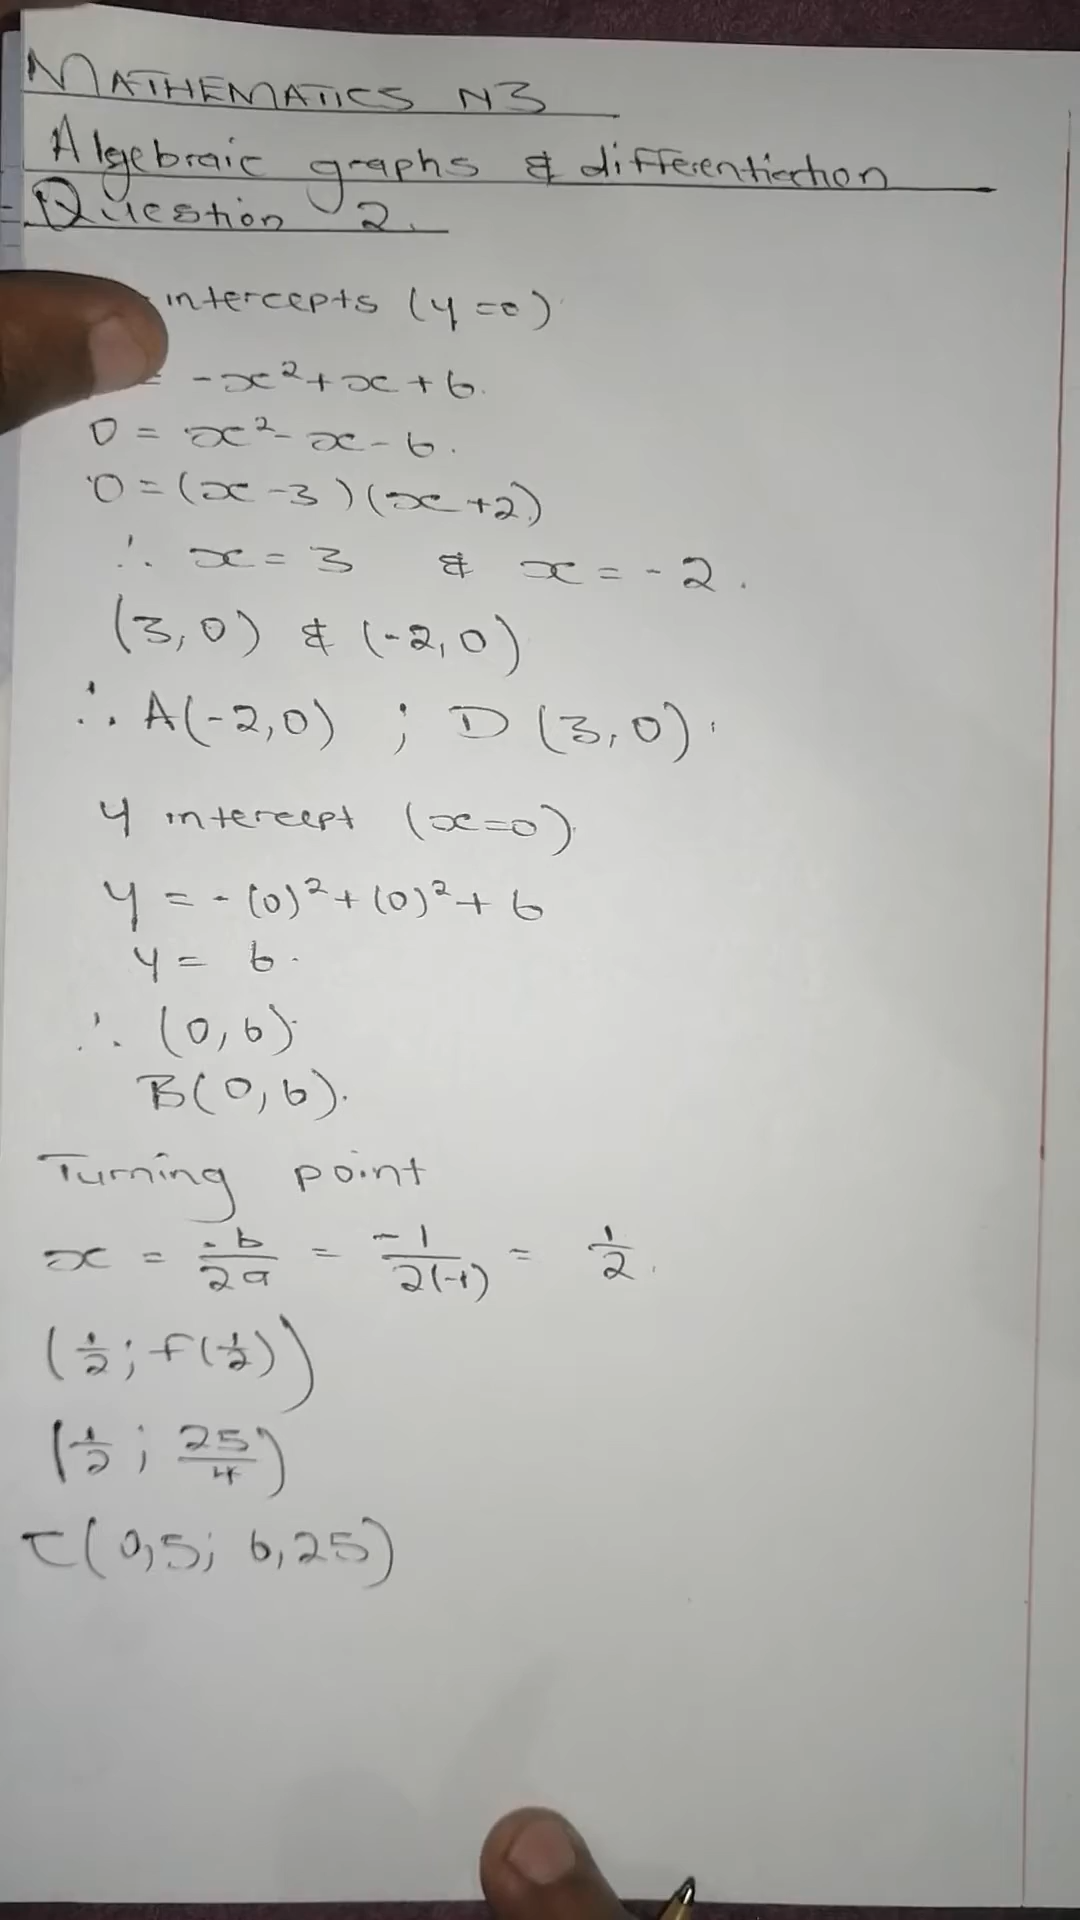 MATHEMATICS N3
Algebraic graphs & differentiation
Question 2.
intercepts (y=0)
= -x²+x+6.
0 = x²-x-6.
0=(x-3)(x+2)
∴ x=3 & x=-2.
(3,0) & (-2,0)
∴ A(-2,0) ; D(3,0).
y intercept (x=0)
y = -(0)²+(0)²+6
y = 6.
∴ (0,6)
B(0,6).
Turning point
x = -b/2a = -1/2(-1) = 1/2.
(1/2; f(1/2))
(1/2; 25/4)
C(0,5; 6,25)